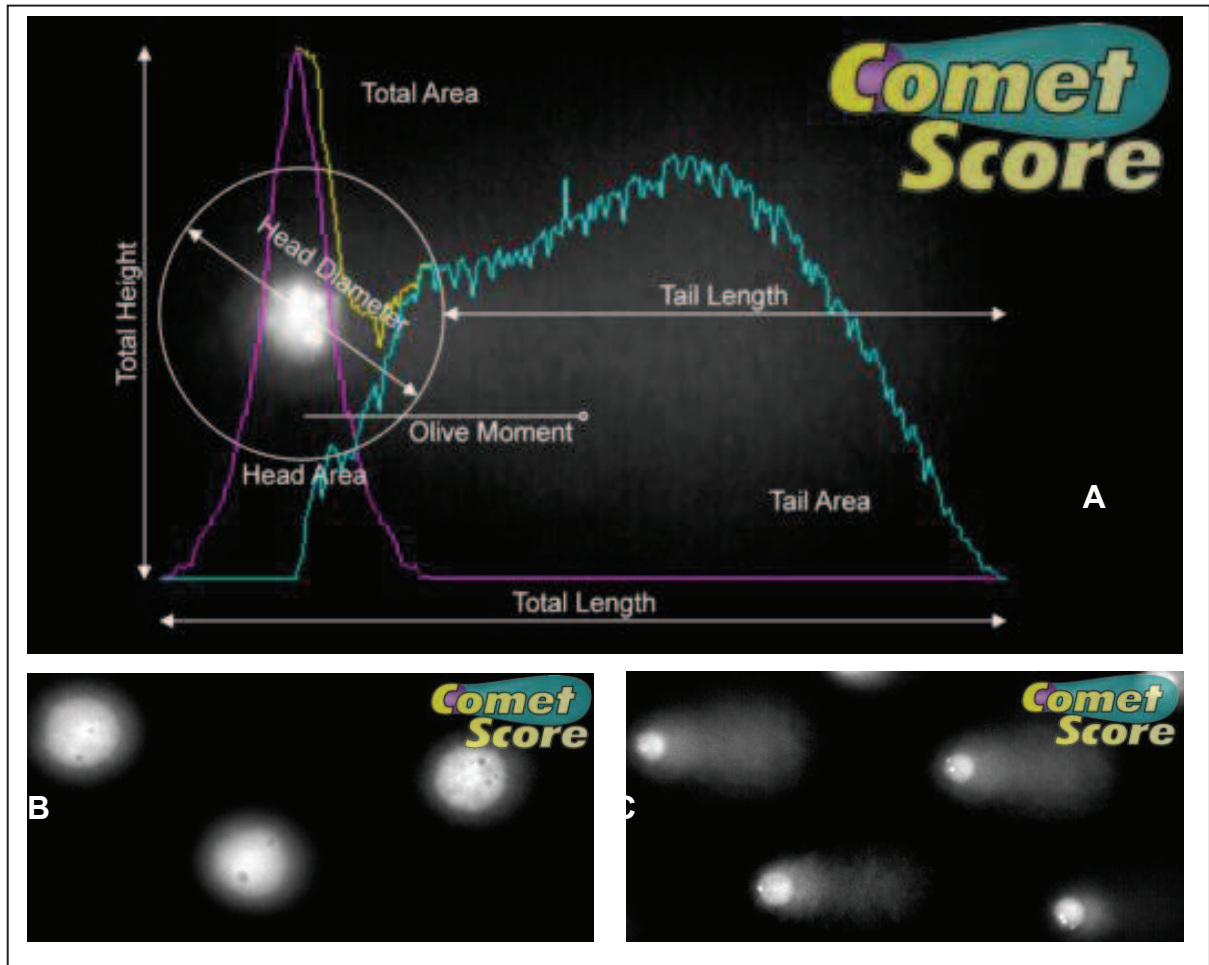 Comet
Score
Total Area
Total Height
Head Diameter
Tail Length
Olive Moment
Head Area
Tail Area
A
Total Length
Comet
Score
B
Comet
Score
C